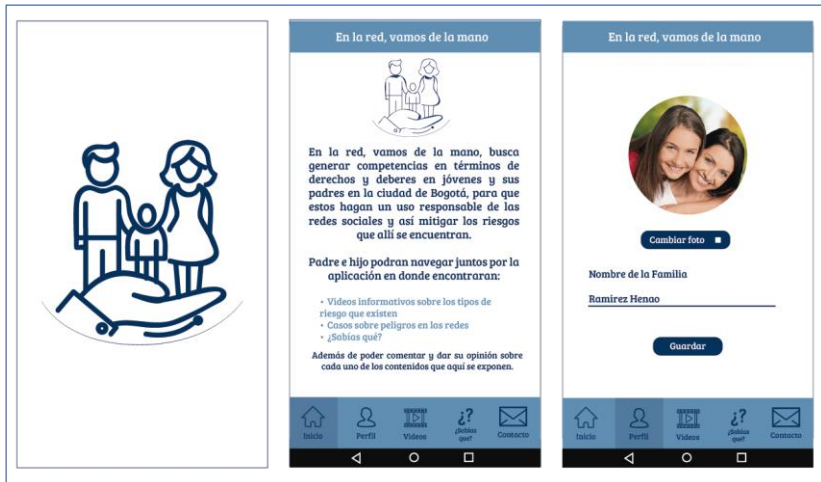 En la red, vamos de la mano
En la red, vamos de la mano, busca
generar competencias en términos de
derechos y deberes en jóvenes y sus
padres en la ciudad de Bogotá, para que
estos hagan un uso responsable de las
redes sociales y así mitigar los riesgos
que allí se encuentran.
Padre e hijo podran navegar juntos por la
aplicación en donde encontraran:
• Videos informativos sobre los tipos de
riesgo que existen
• Casos sobre peligros en las redes
• ¿Sabías qué?
Además de poder comentar y dar su opinión sobre
cada uno de los contenidos que aquí se exponen.
Inicio
Perfil
Videos
¿?
¿Sabías
que?
Contacto
En la red, vamos de la mano
Cambiar foto
Nombre de la Familia
Ramirez Henao
Guardar
Inicio
Perfil
Videos
¿?
¿Sabías
que?
Contacto